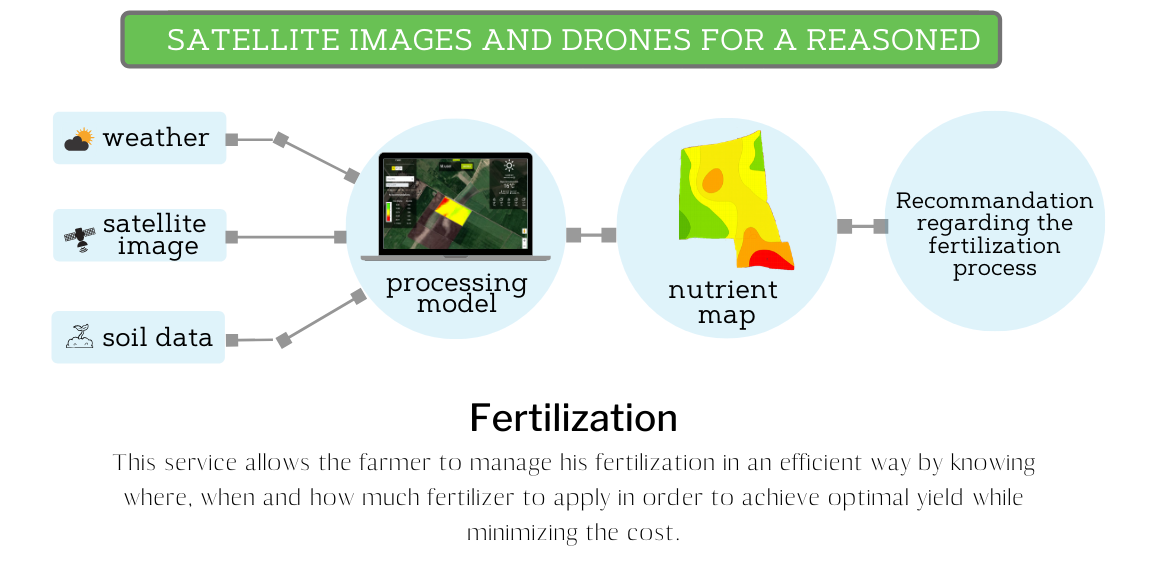 SATELLITE IMAGES AND DRONES FOR A REASONED
weather
satellite
image
soil data
processing
model
nutrient
map
Recommandation
regarding the
fertilization
process
Fertilization
This service allows the farmer to manage his fertilization in an efficient way by knowing
where, when and how much fertilizer to apply in order to achieve optimal yield while
minimizing the cost.